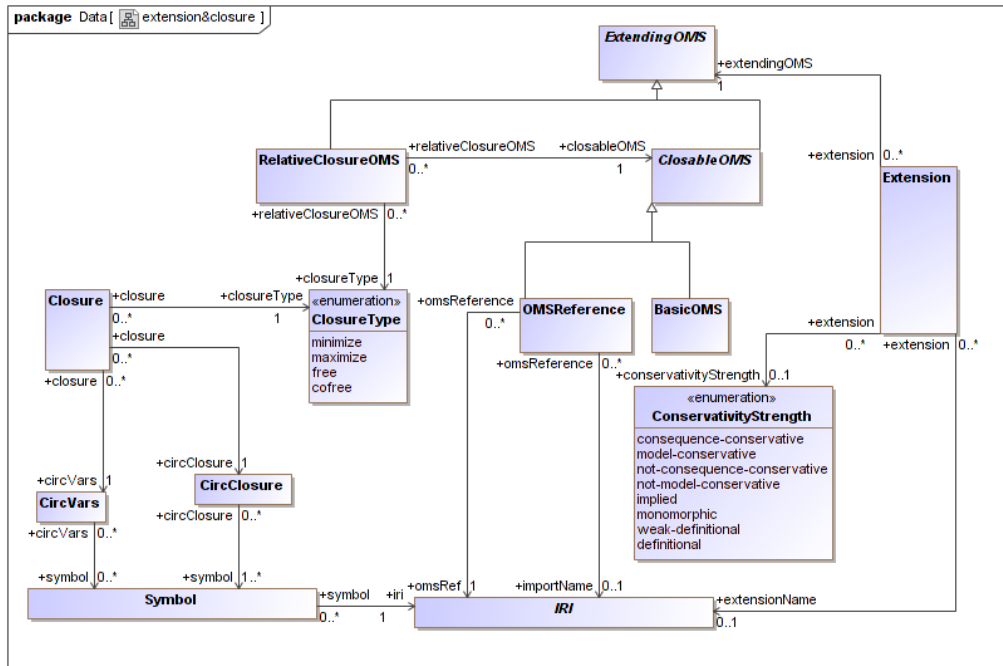 package Data[ extension&closure ]
ExtendingOMS
+extendingOMS
1
RelativeClosureOMS
+relativeClosureOMS
0..*
+closableOMS
1
ClosableOMS
+extension
0..*
Extension
+relativeClosureOMS
0..*
+closureType
1
Closure
+closure
0..*
+closureType
1
«enumeration»
ClosureType
minimize
maximize
free
cofree
+omsReference
0..*
OMSReference
BasicOMS
+extension
0..*
+extension
0..*
+closure
0..*
+closure
0..*
+omsReference
0..*
+conservativityStrength
0..1
«enumeration»
ConservativityStrength
consequence-conservative
model-conservative
not-consequence-conservative
not-model-conservative
implied
monomorphic
weak-definitional
definitional
+circVars
1
+circClosure
1
CircVars
CircClosure
+circVars
0..*
+circClosure
0..*
+symbol
0..*
+symbol
1..*
+omsRef
1
+importName
0..1
Symbol
+symbol
0..*
+iri
1
IRI
+extensionName
0..1